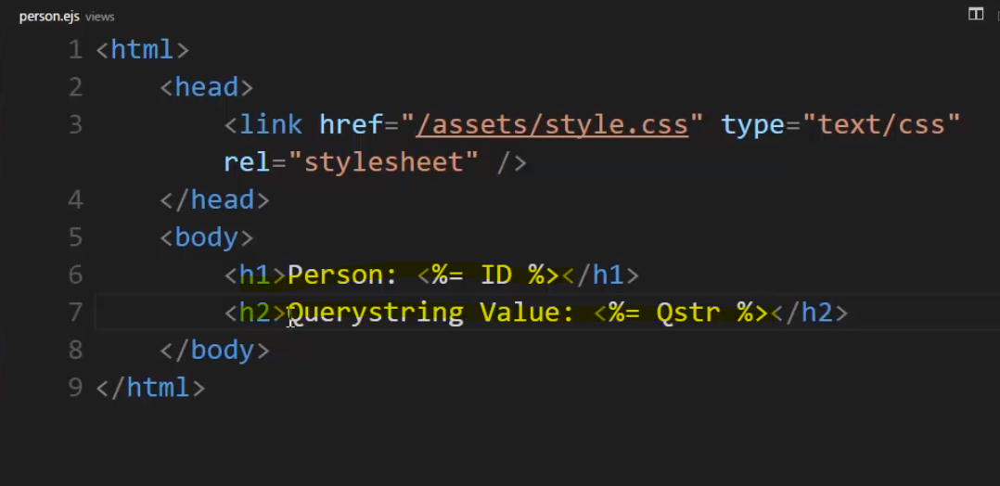 person.ejs views
1 <html>
2 <head>
3 <link href="/assets/style.css" type="text/css"
rel="stylesheet" />
4 </head>
5 <body>
6 <h1>Person: <%= ID %></h1>
7 <h2>Querystring Value: <%= Qstr %></h2>
8 </body>
9 </html>